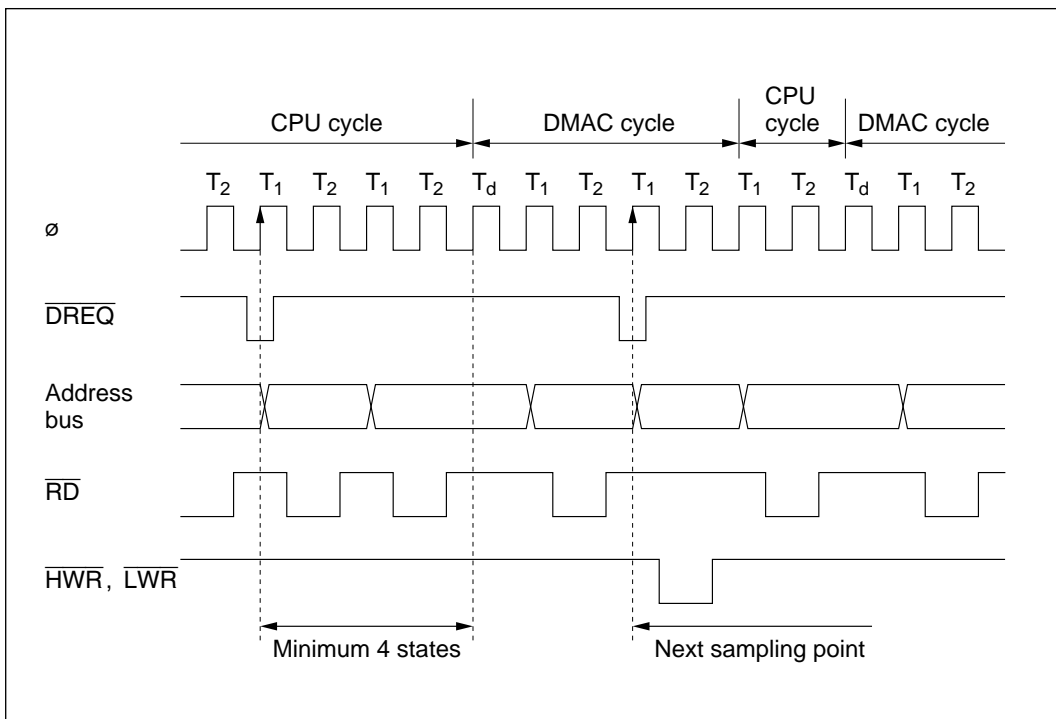 CPU cycle DMAC cycle CPU cycle DMAC cycle
T2 T1 T2 T1 T2 Td T1 T2 T1 T2 T1 T2 Td T1 T2
ø
DREQ
Address
bus
RD
HWR, LWR
Minimum 4 states Next sampling point